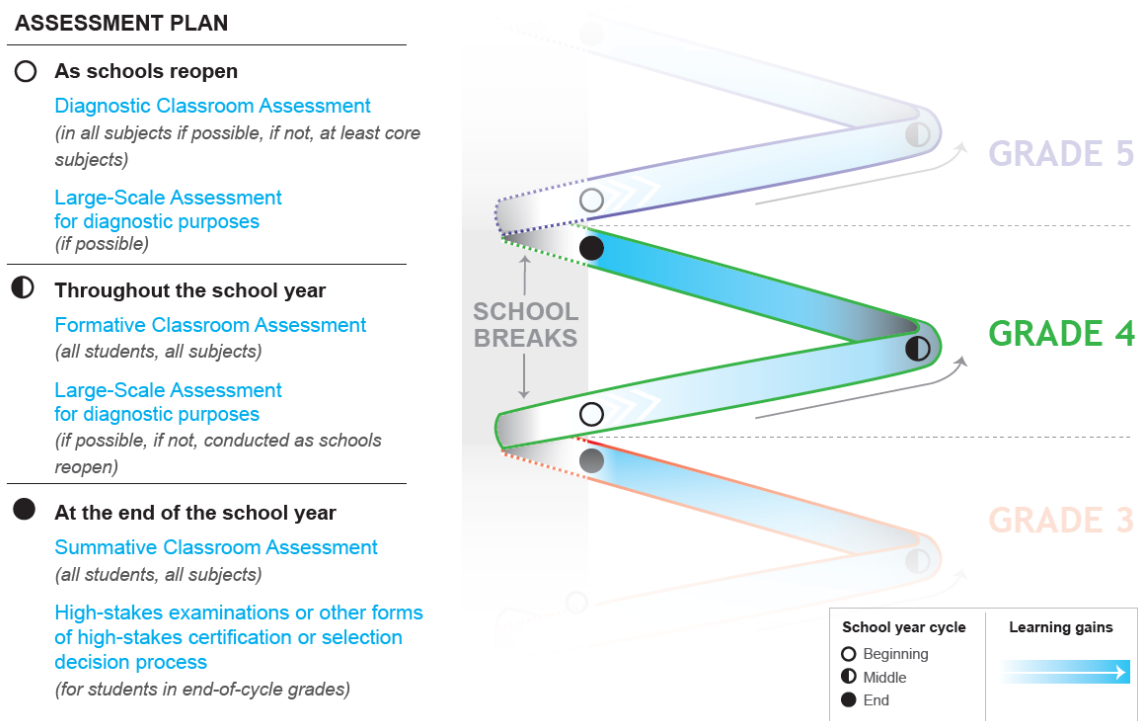 ASSESSMENT PLAN
As schools reopen
Diagnostic Classroom Assessment
(in all subjects if possible, if not, at least core
subjects)
Large-Scale Assessment
for diagnostic purposes
(if possible)
Throughout the school year
Formative Classroom Assessment
(all students, all subjects)
Large-Scale Assessment
for diagnostic purposes
(if possible, if not, conducted as schools
reopen)
At the end of the school year
Summative Classroom Assessment
(all students, all subjects)
High-stakes examinations or other forms
of high-stakes certification or selection
decision process
(for students in end-of-cycle grades)
GRADE 5
SCHOOL
BREAKS
GRADE 4
GRADE 3
School year cycle
Beginning
Middle
End
Learning gains